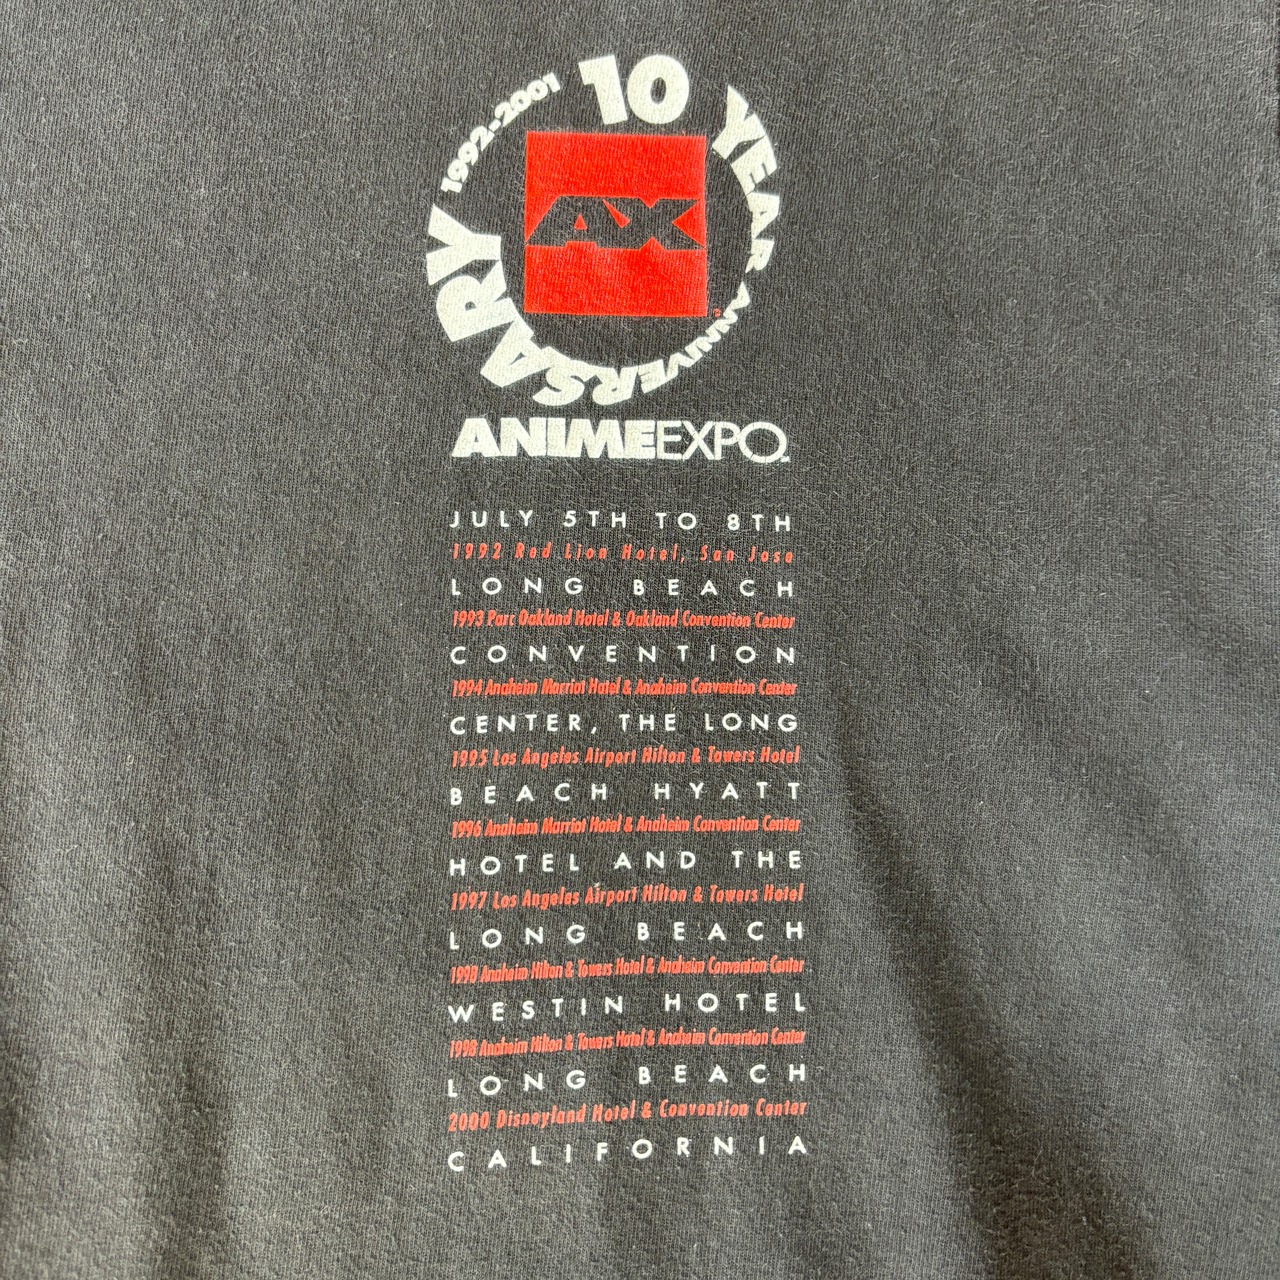 1992-2001 10 YEAR ANNIVERSARY
AX
ANIMEEXPO
JULY 5TH TO 8TH
1992 Red Lion Hotel, San Jose
LONG BEACH
1993 Parc Oakland Hotel & Oakland Convention Center
CONVENTION
1994 Anaheim Marriot Hotel & Anaheim Convention Center
CENTER, THE LONG
1995 Los Angeles Airport Hilton & Towers Hotel
BEACH HYATT
1996 Anaheim Marriot Hotel & Anaheim Convention Center
HOTEL AND THE
1997 Los Angeles Airport Hilton & Towers Hotel
LONG BEACH
1998 Anaheim Hilton & Towers Hotel & Anaheim Convention Center
WESTIN HOTEL
1998 Anaheim Hilton & Towers Hotel & Anaheim Convention Center
LONG BEACH
2000 Disneyland Hotel & Convention Center
CALIFORNIA